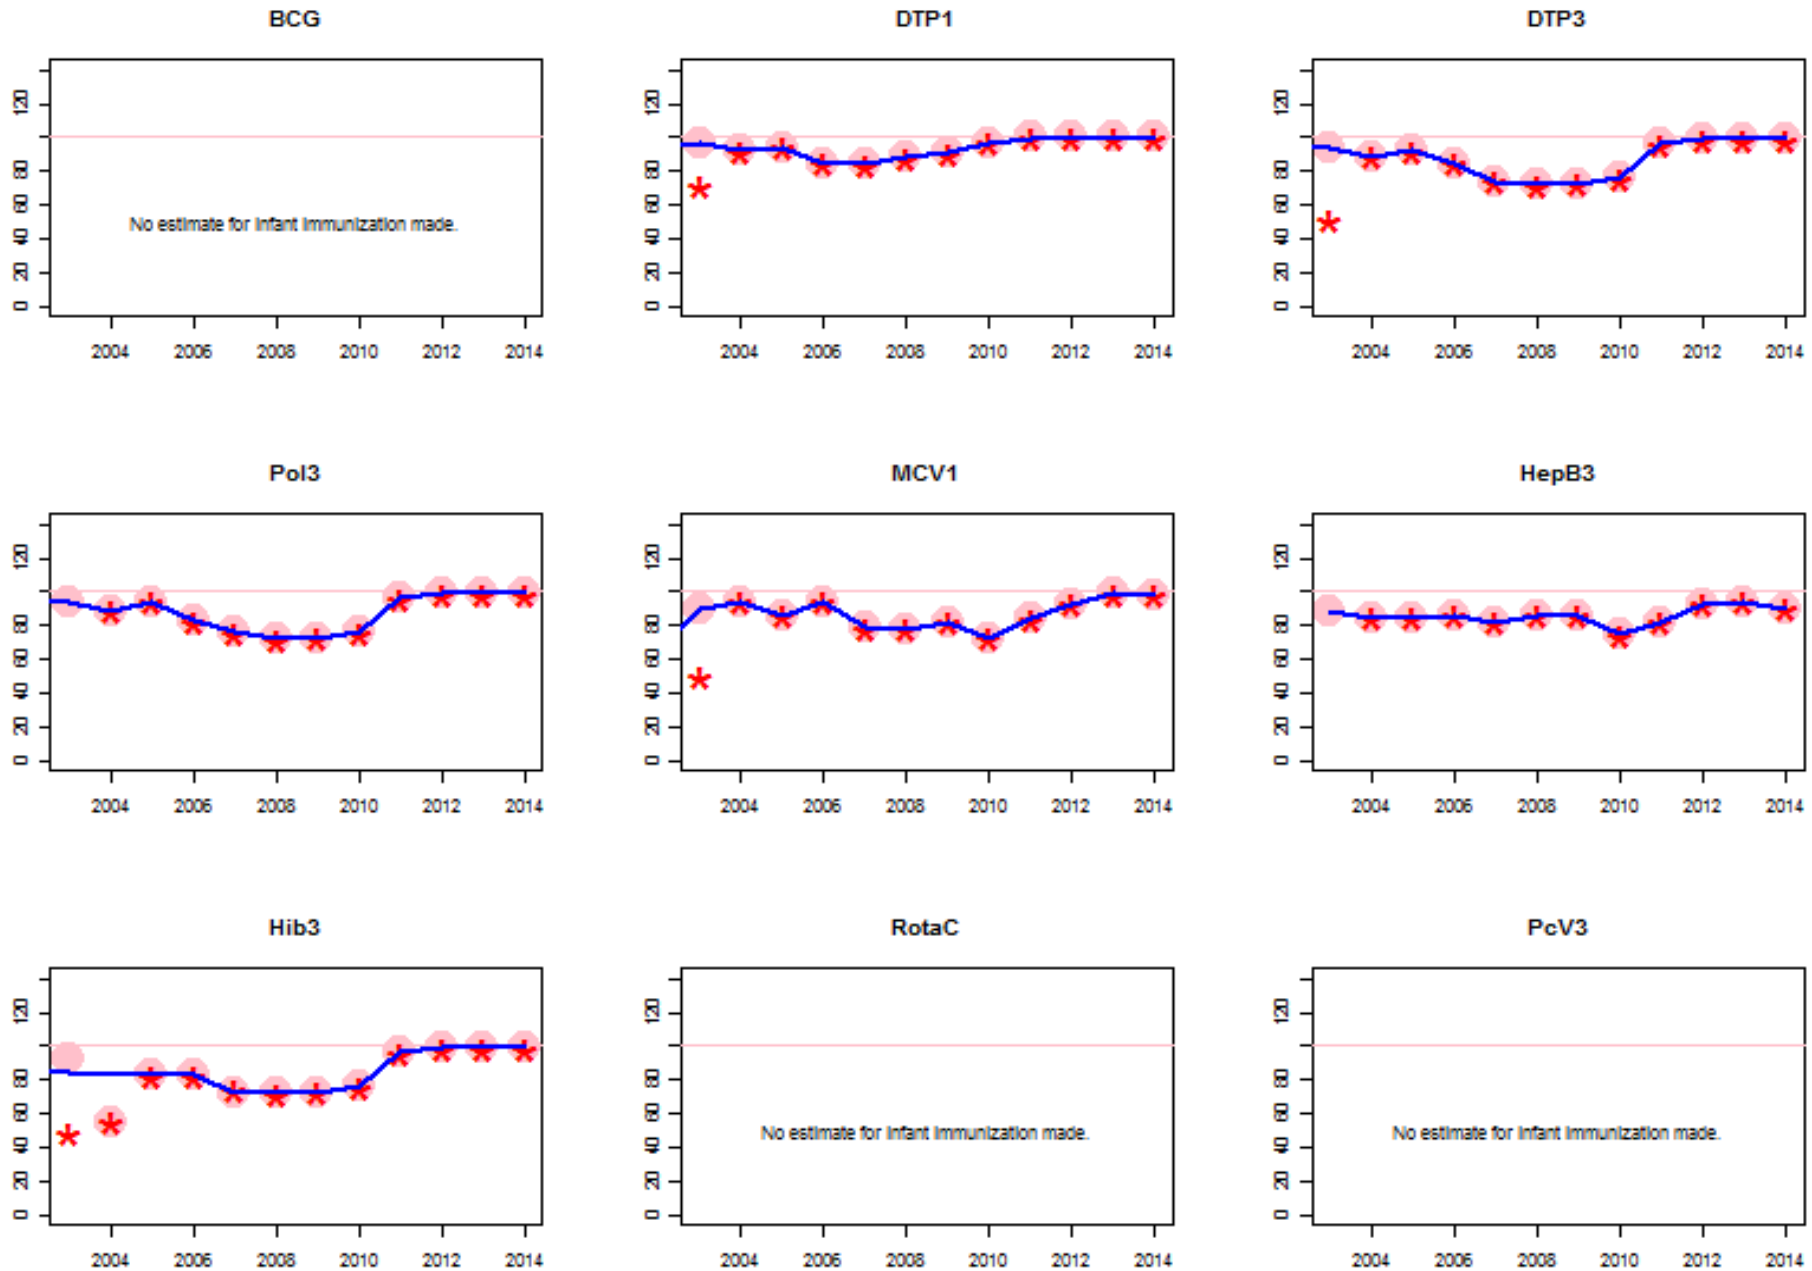 BCG DTP1 DTP3
120 120 120
80 80 80
60 60 60
40 No estimate for infant immunization made. 40 40
20 20 20
0 0 0
2004 2006 2008 2010 2012 2014 2004 2006 2008 2010 2012 2014 2004 2006 2008 2010 2012 2014
Pol3 MCV1 HepB3
120 120 120
80 80 80
60 60 60
40 40 40
20 20 20
0 0 0
2004 2006 2008 2010 2012 2014 2004 2006 2008 2010 2012 2014 2004 2006 2008 2010 2012 2014
Hib3 RotaC PcV3
120 120 120
80 80 80
60 60 60
40 40 No estimate for infant immunization made. 40 No estimate for infant immunization made.
20 20 20
0 0 0
2004 2006 2008 2010 2012 2014 2004 2006 2008 2010 2012 2014 2004 2006 2008 2010 2012 2014